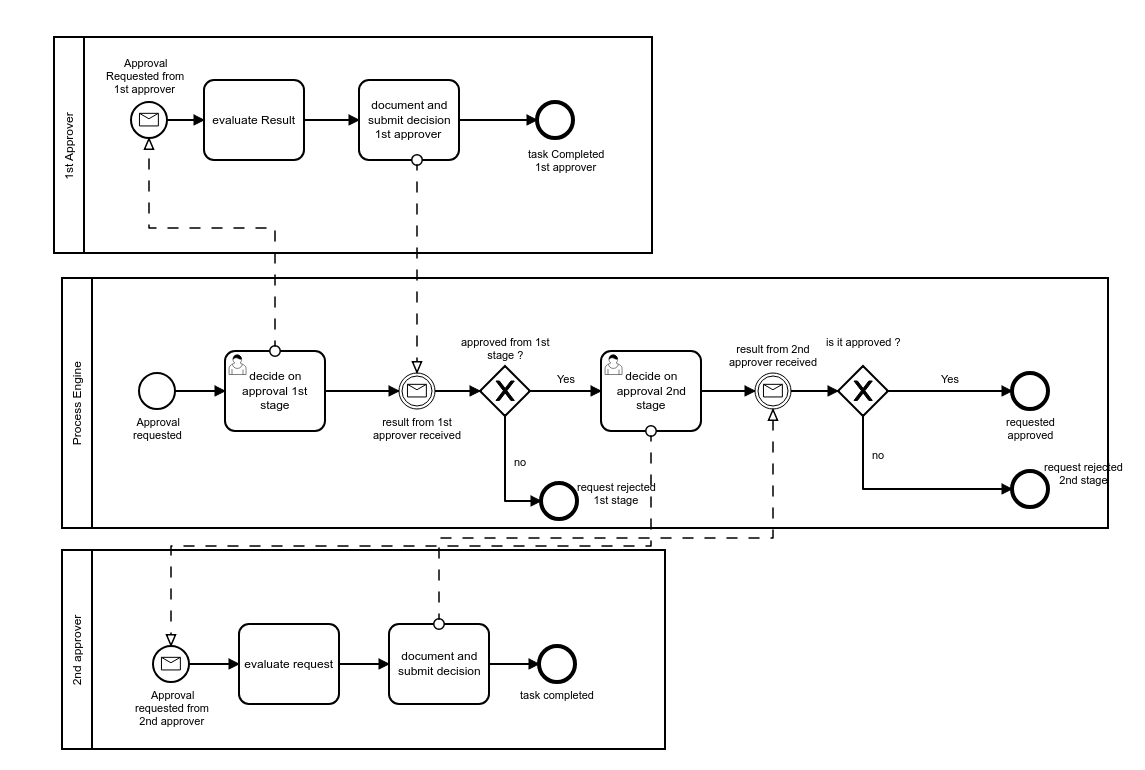 1st Approver
Approval
Requested from
1st approver
evaluate Result
document and
submit decision
1st approver
task Completed
1st approver
Process Engine
Approval
requested
decide on
approval 1st
stage
result from 1st
approver received
approved from 1st
stage ?
Yes
no
request rejected
1st stage
decide on
approval 2nd
stage
result from 2nd
approver received
is it approved ?
Yes
no
requested
approved
request rejected
2nd stage
2nd approver
Approval
requested from
2nd approver
evaluate request
document and
submit decision
task completed